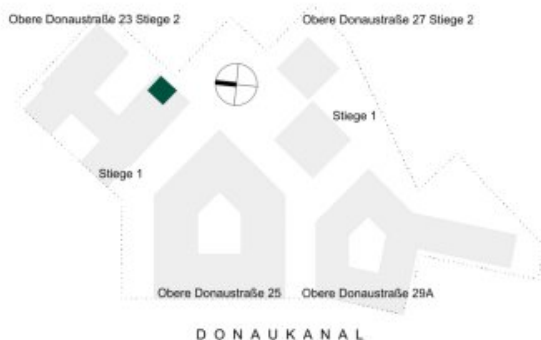 Obere Donaustraße 23 Stiege 2
Obere Donaustraße 27 Stiege 2
Stiege 1
Stiege 1
Obere Donaustraße 25
Obere Donaustraße 29A
DONAUKANAL